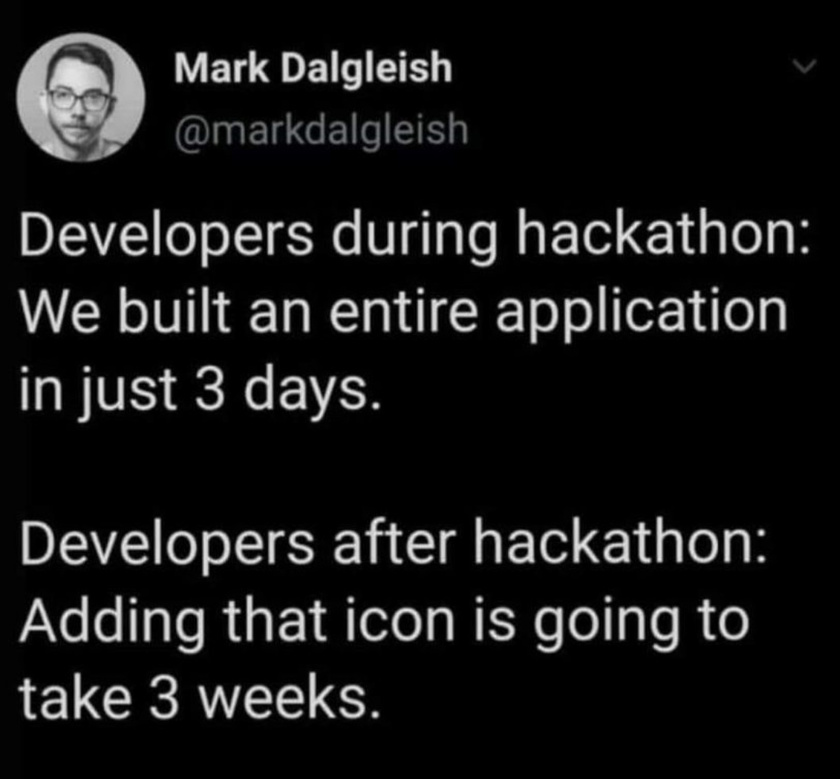 Mark Dalgleish
@markdalgleish
Developers during hackathon:
We built an entire application
in just 3 days.
Developers after hackathon:
Adding that icon is going to
take 3 weeks.